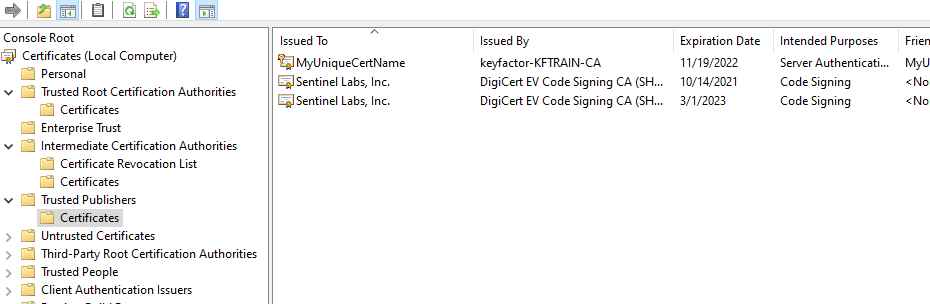 Console Root
Certificates (Local Computer)
Personal
Trusted Root Certification Authorities
Certificates
Enterprise Trust
Intermediate Certification Authorities
Certificate Revocation List
Certificates
Trusted Publishers
Certificates
Untrusted Certificates
Third-Party Root Certification Authorities
Trusted People
Client Authentication Issuers
Issued To Issued By Expiration Date Intended Purposes Frien
MyUniqueCertName keyfactor-KFTRAIN-CA 11/19/2022 Server Authenticati... MyU
Sentinel Labs, Inc. DigiCert EV Code Signing CA (SH... 10/14/2021 Code Signing <No
Sentinel Labs, Inc. DigiCert EV Code Signing CA (SH... 3/1/2023 Code Signing <No